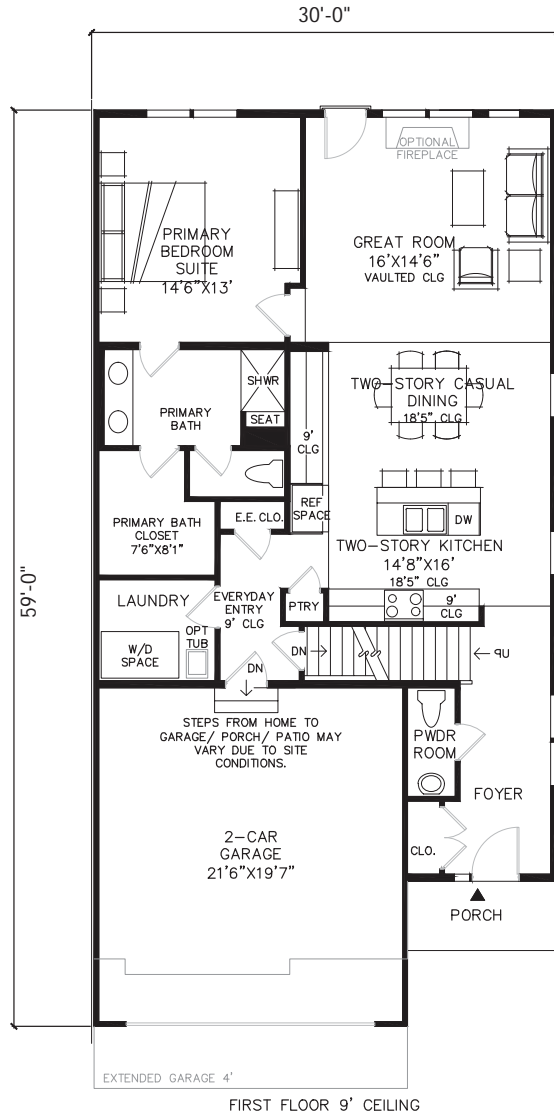 30'-0"
59'-0"
OPTIONAL
FIREPLACE
PRIMARY
BEDROOM
SUITE
14'6"X13'
GREAT ROOM
16'X14'6"
VAULTED CLG
SHWR
SEAT
PRIMARY
BATH
9'
CLG
TWO-STORY CASUAL
DINING
18'5" CLG
REF
SPACE
DW
E.E. CLO.
PRIMARY BATH
CLOSET
7'6"X8'1"
TWO-STORY KITCHEN
14'8"X16'
18'5" CLG
9'
CLG
LAUNDRY
EVERYDAY
ENTRY
9' CLG
PTRY
OPT
TUB
W/D
SPACE
DN
DN
UP
STEPS FROM HOME TO
GARAGE/ PORCH/ PATIO MAY
VARY DUE TO SITE
CONDITIONS.
PWDR
ROOM
FOYER
2-CAR
GARAGE
21'6"X19'7"
CLO.
PORCH
EXTENDED GARAGE 4'
FIRST FLOOR 9' CEILING